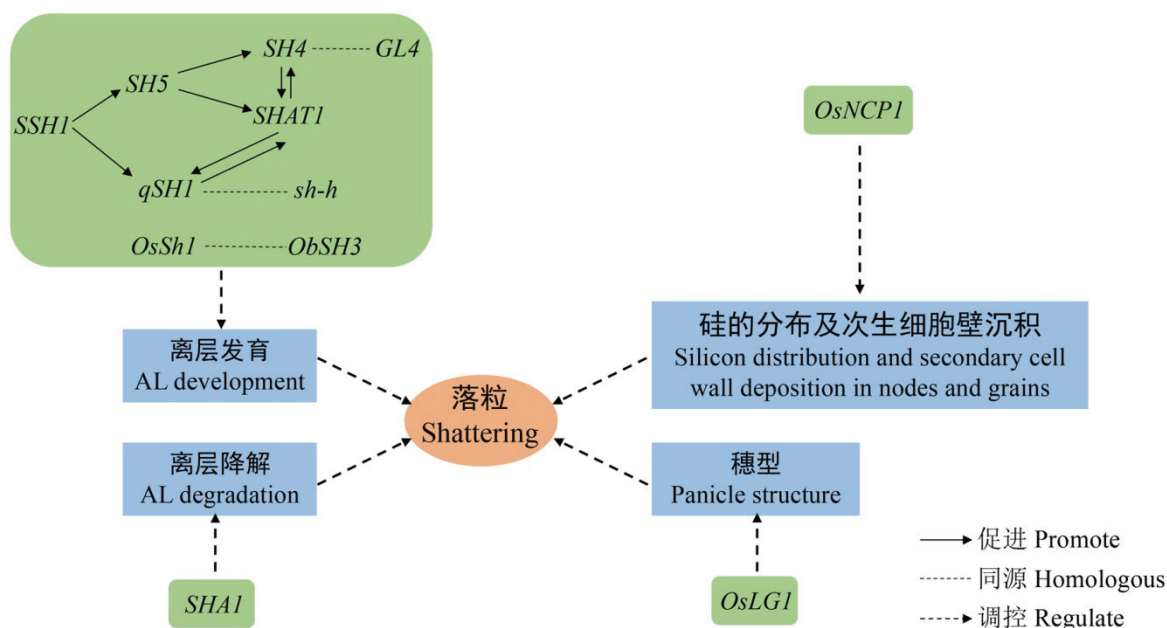 SH4
GL4
SH5
SHAT1
SSH1
qSH1
sh-h
OsSh1
ObSH3
OsNCP1
离层发育
AL development
硅的分布及次生细胞壁沉积
Silicon distribution and secondary cell
wall deposition in nodes and grains
落粒
Shattering
离层降解
AL degradation
穗型
Panicle structure
SHA1
OsLG1
促进 Promote
同源 Homologous
调控 Regulate